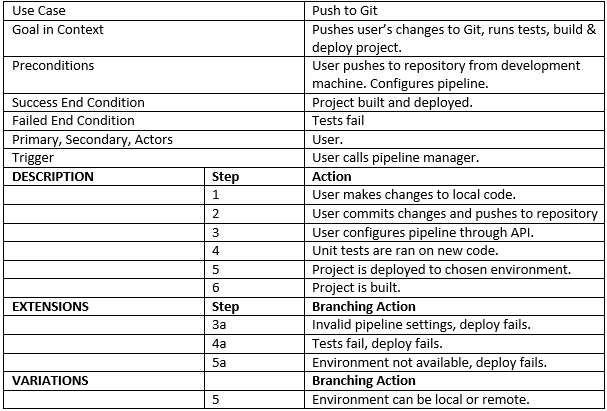 Use Case Push to Git
Goal in Context Pushes user's changes to Git, runs tests, build &
deploy project.
Preconditions User pushes to repository from development
machine. Configures pipeline.
Success End Condition Project built and deployed.
Failed End Condition Tests fail
Primary, Secondary, Actors User.
Trigger User calls pipeline manager.
DESCRIPTION Step Action
1 User makes changes to local code.
2 User commits changes and pushes to repository
3 User configures pipeline through API.
4 Unit tests are ran on new code.
5 Project is deployed to chosen environment.
6 Project is built.
EXTENSIONS Step Branching Action
3a Invalid pipeline settings, deploy fails.
4a Tests fail, deploy fails.
5a Environment not available, deploy fails.
VARIATIONS Branching Action
5 Environment can be local or remote.